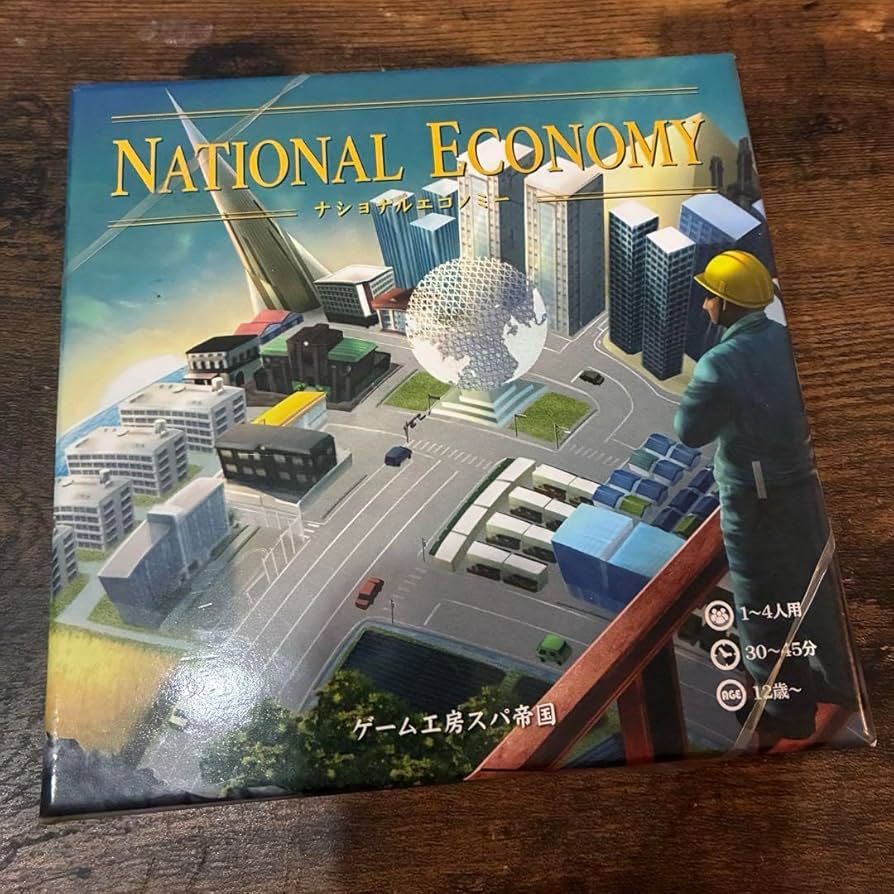 NATIONAL ECONOMY
ナショナルエコノミー
1～4人用
30～45分
AGE 12歳～
ゲーム工房スパ帝国